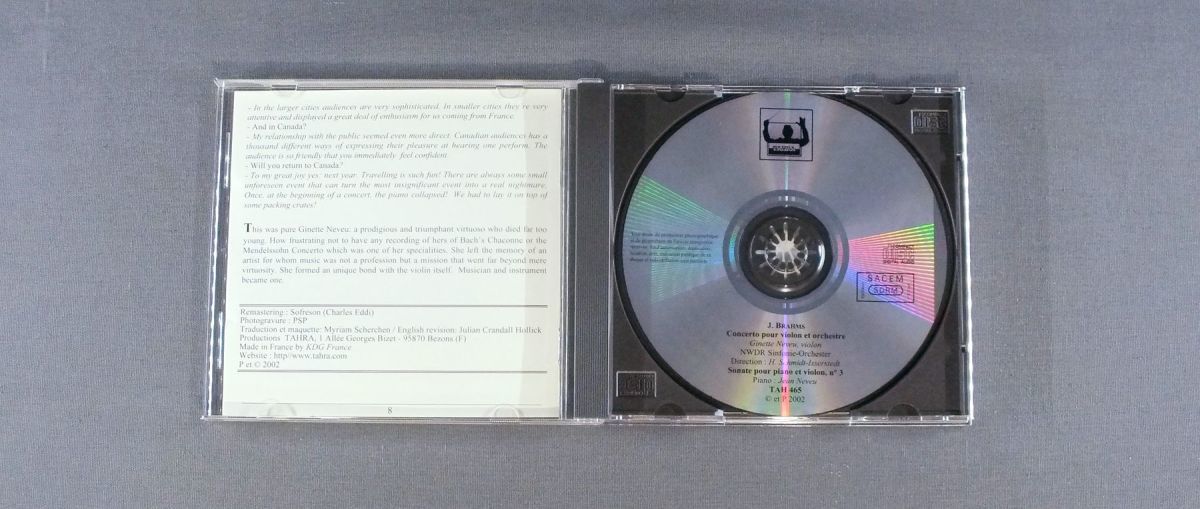 - In the larger cities audiences are very sophisticated. In smaller cities they're very
attentive and displayed a great deal of enthusiasm for us coming from France.
- And in Canada?
- My relationship with the public seemed even more direct. Canadian audiences has a
thousand different ways of expressing their pleasure at hearing one perform. The
audience is so friendly that you immediately feel confident.
- Will you return to Canada?
- To my great joy yes: next year. Travelling is such fun! There are always some small
unforeseen event that can turn the most insignificant event into a real nightmare.
Once, at the beginning of a concert, the piano collapsed!. We had to lay it on top of
some packing crates!
This was pure Ginette Neveu: a prodigious and triumphant virtuoso who died far too
young. How frustrating not to have any recording of hers of Bach's Chaconne or the
Mendelssohn Concerto which was one of her specialities. She left the memory of an
artist for whom music was not a profession but a mission that went far beyond mere
virtuosity. She formed an unique bond with the violin itself. Musician and instrument
became one.
Remastering : Sofreson (Charles Eddi)
Photogravure : PSP
Traduction et maquette: Myriam Scherchen / English revision: Julian Crandall Hollick
Productions TAHRA, 1 Allée Georges Bizet - 95870 Bezons (F)
Made in France by KDG France
Website : http//www.tahra.com
P et © 2002
8
disc
SACEM
SDRM
J. BRAHMS
Concerto pour violon et orchestre
Ginette Neveu, violon
NWDR Sinfonie-Orchester
Direction : H. Schmidt-Isserstedt
Sonate pour piano et violon, n° 3
Piano : Jean Neveu
TAH 465
© et P 2002